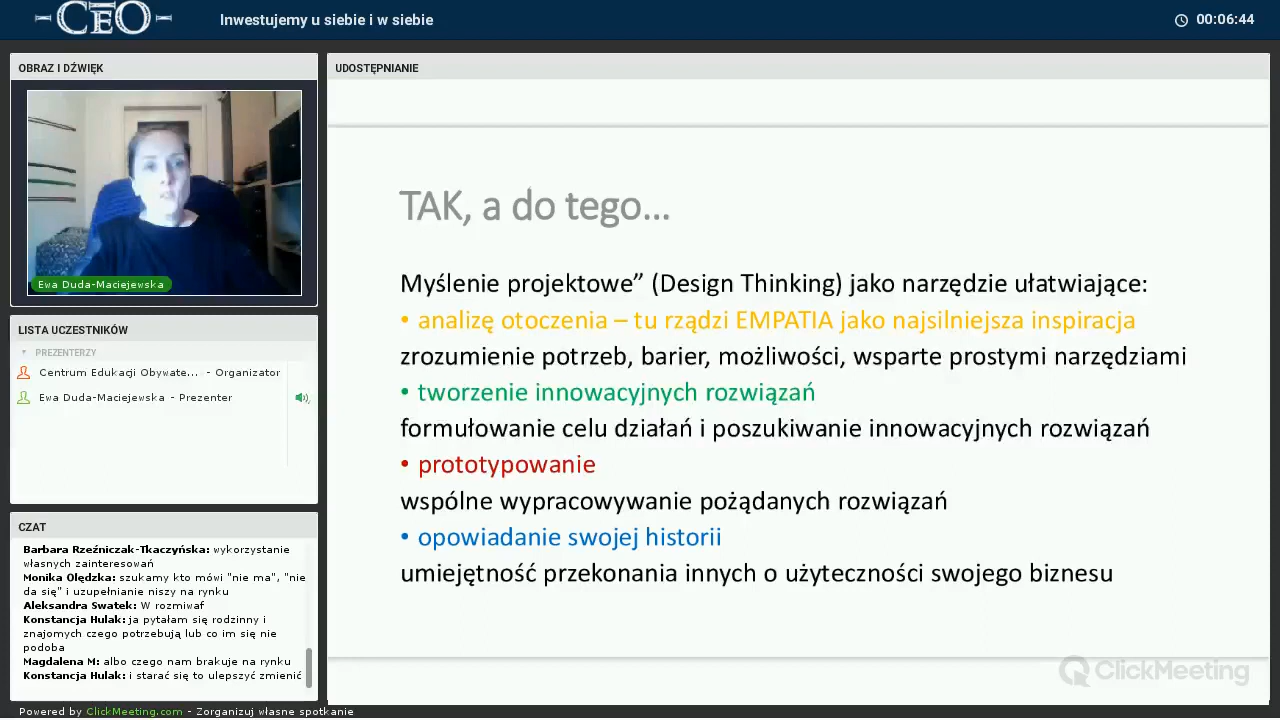 CEO
Inwestujemy u siebie i w siebie
00:06:44
OBRAZ I DŹWIĘK
Ewa Duda-Maciejewska
LISTA UCZESTNIKÓW
PREZENTERZY
Centrum Edukacji Obywate... - Organizator
Ewa Duda-Maciejewska - Prezenter
CZAT
Barbara Rzeźniczak-Tkaczyńska: wykorzystanie
własnych zainteresowań
Monika Olędzka: szukamy kto mówi "nie ma", "nie
da się" i uzupełnianie niszy na rynku
Aleksandra Swatek: W rozmiwaf
Konstancja Hulak: ja pytałam się rodzinny i
znajomych czego potrzebują lub co im się nie
podoba
Magdalena M: albo czego nam brakuje na rynku
Konstancja Hulak: i starać się to ulepszyć zmienić
UDOSTĘPNIANIE
TAK, a do tego...
Myślenie projektowe” (Design Thinking) jako narzędzie ułatwiające:
• analizę otoczenia – tu rządzi EMPATIA jako najsilniejsza inspiracja
zrozumienie potrzeb, barier, możliwości, wsparte prostymi narzędziami
• tworzenie innowacyjnych rozwiązań
formułowanie celu działań i poszukiwanie innowacyjnych rozwiązań
• prototypowanie
wspólne wypracowywanie pożądanych rozwiązań
• opowiadanie swojej historii
umiejętność przekonania innych o użyteczności swojego biznesu
ClickMeeting
Powered by ClickMeeting.com - Zorganizuj własne spotkanie